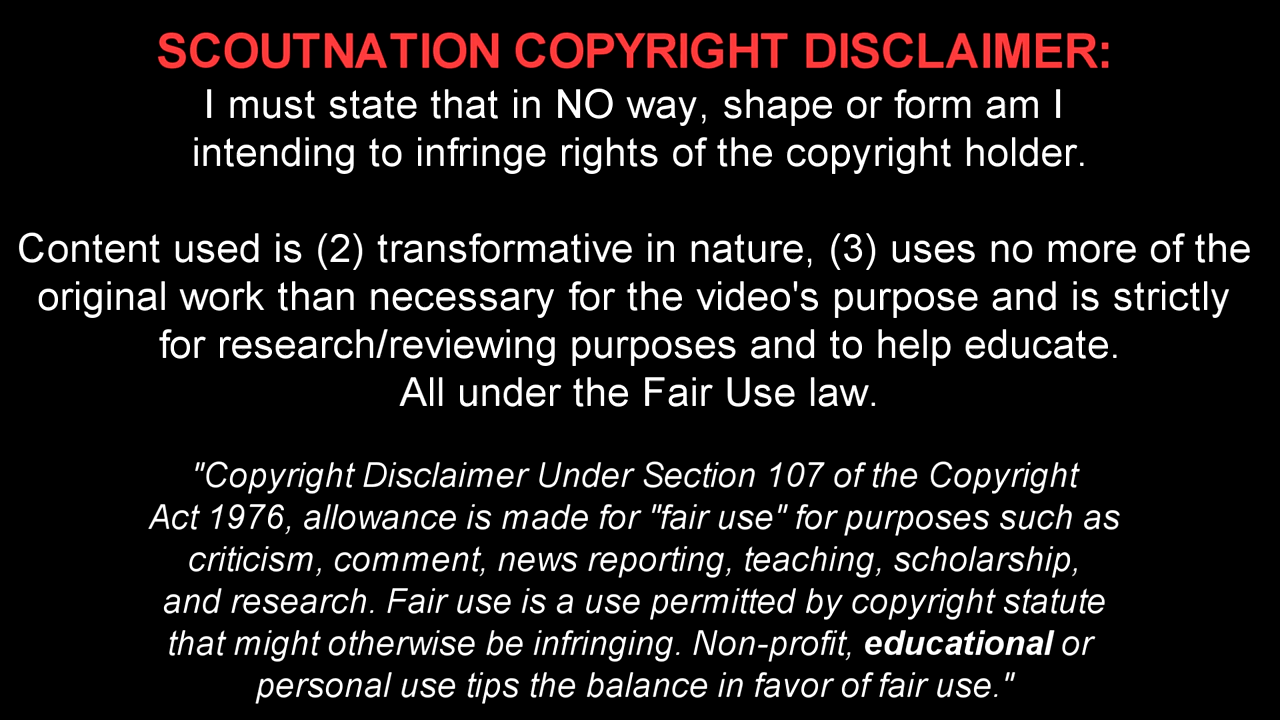 SCOUTNATION COPYRIGHT DISCLAIMER:
I must state that in NO way, shape or form am I
intending to infringe rights of the copyright holder.
Content used is (2) transformative in nature, (3) uses no more of the
original work than necessary for the video's purpose and is strictly
for research/reviewing purposes and to help educate.
All under the Fair Use law.
"Copyright Disclaimer Under Section 107 of the Copyright
Act 1976, allowance is made for "fair use" for purposes such as
criticism, comment, news reporting, teaching, scholarship,
and research. Fair use is a use permitted by copyright statute
that might otherwise be infringing. Non-profit, educational or
personal use tips the balance in favor of fair use."